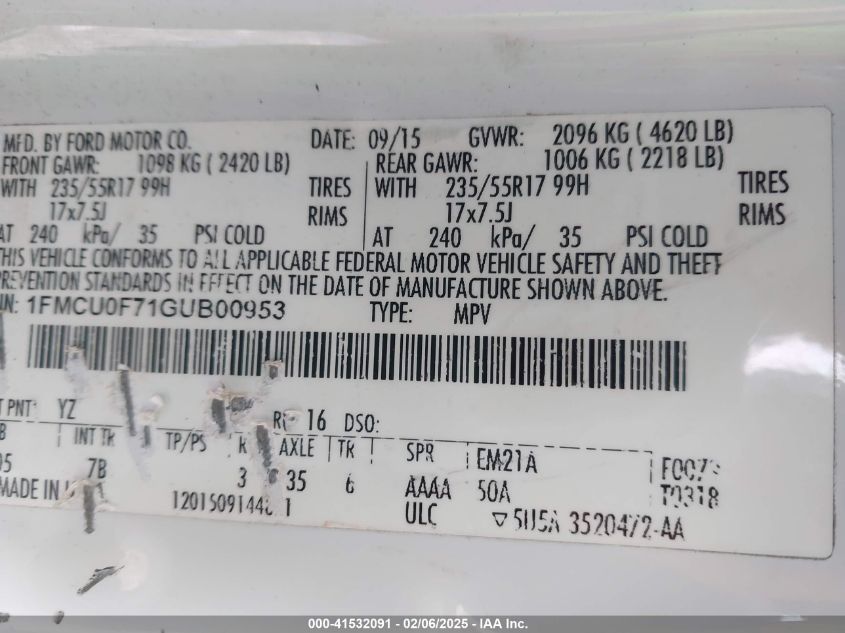 MFD. BY FORD MOTOR CO. DATE: 09/15 GVWR: 2096 KG ( 4620 LB)
FRONT GAWR: 1098 KG ( 2420 LB) REAR GAWR: 1006 KG ( 2218 LB)
WITH 235/55R17 99H TIRES WITH 235/55R17 99H TIRES
17x7.5J RIMS 17x7.5J RIMS
AT 240 kPa/ 35 PSI COLD AT 240 kPa/ 35 PSI COLD
THIS VEHICLE CONFORMS TO ALL APPLICABLE FEDERAL MOTOR VEHICLE SAFETY AND THEFT
PREVENTION STANDARDS IN EFFECT ON THE DATE OF MANUFACTURE SHOWN ABOVE.
IN: 1FMCU0F71GUB00953 TYPE: MPV
T PNT: YZ 16 DSO:
INT TR TP/PS R AXLE TR SPR EM21A
7B 3 35 6 AAAA 50A T0318
MADE IN ULC 5U5A 3520472-AA
000-41532091 - 02/06/2025 - IAA Inc.